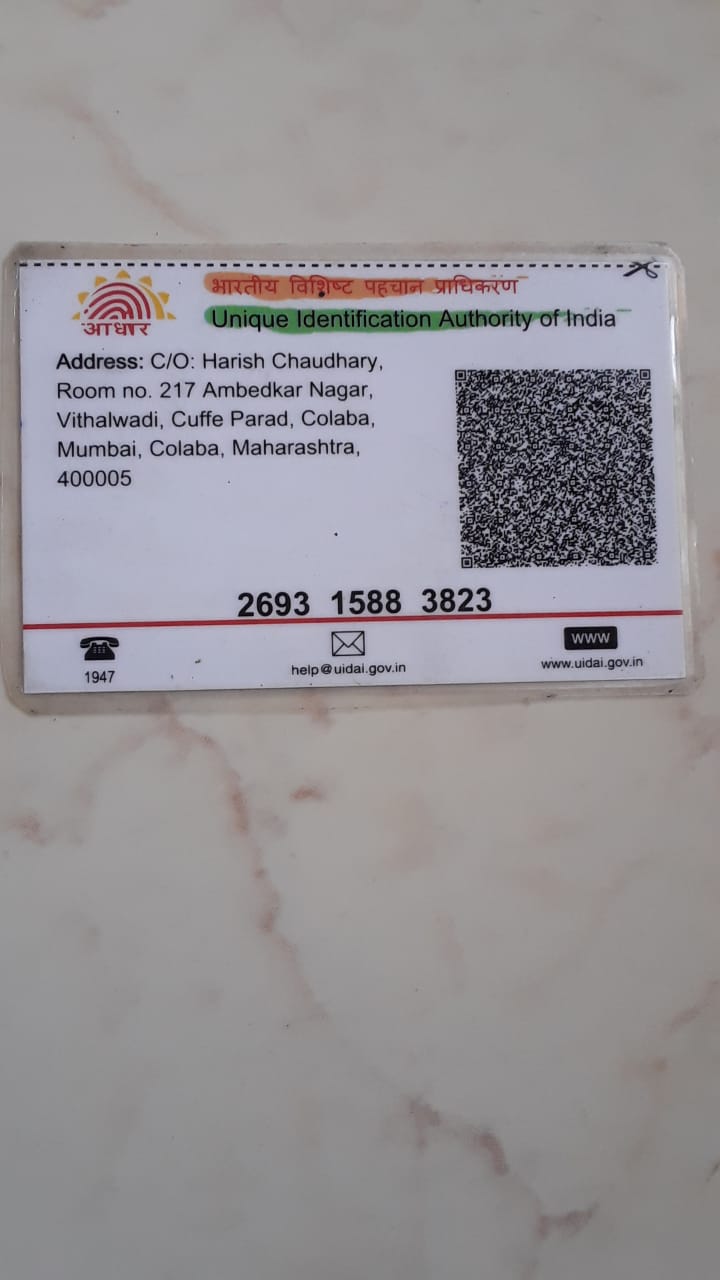 भारतीय विशिष्ट पहचान प्राधिकरण
आधार
Unique Identification Authority of India
Address: C/O: Harish Chaudhary,
Room no. 217 Ambedkar Nagar,
Vithalwadi, Cuffe Parad, Colaba,
Mumbai, Colaba, Maharashtra,
400005
2693 1588 3823
1947
help@uidai.gov.in
www
www.uidai.gov.in